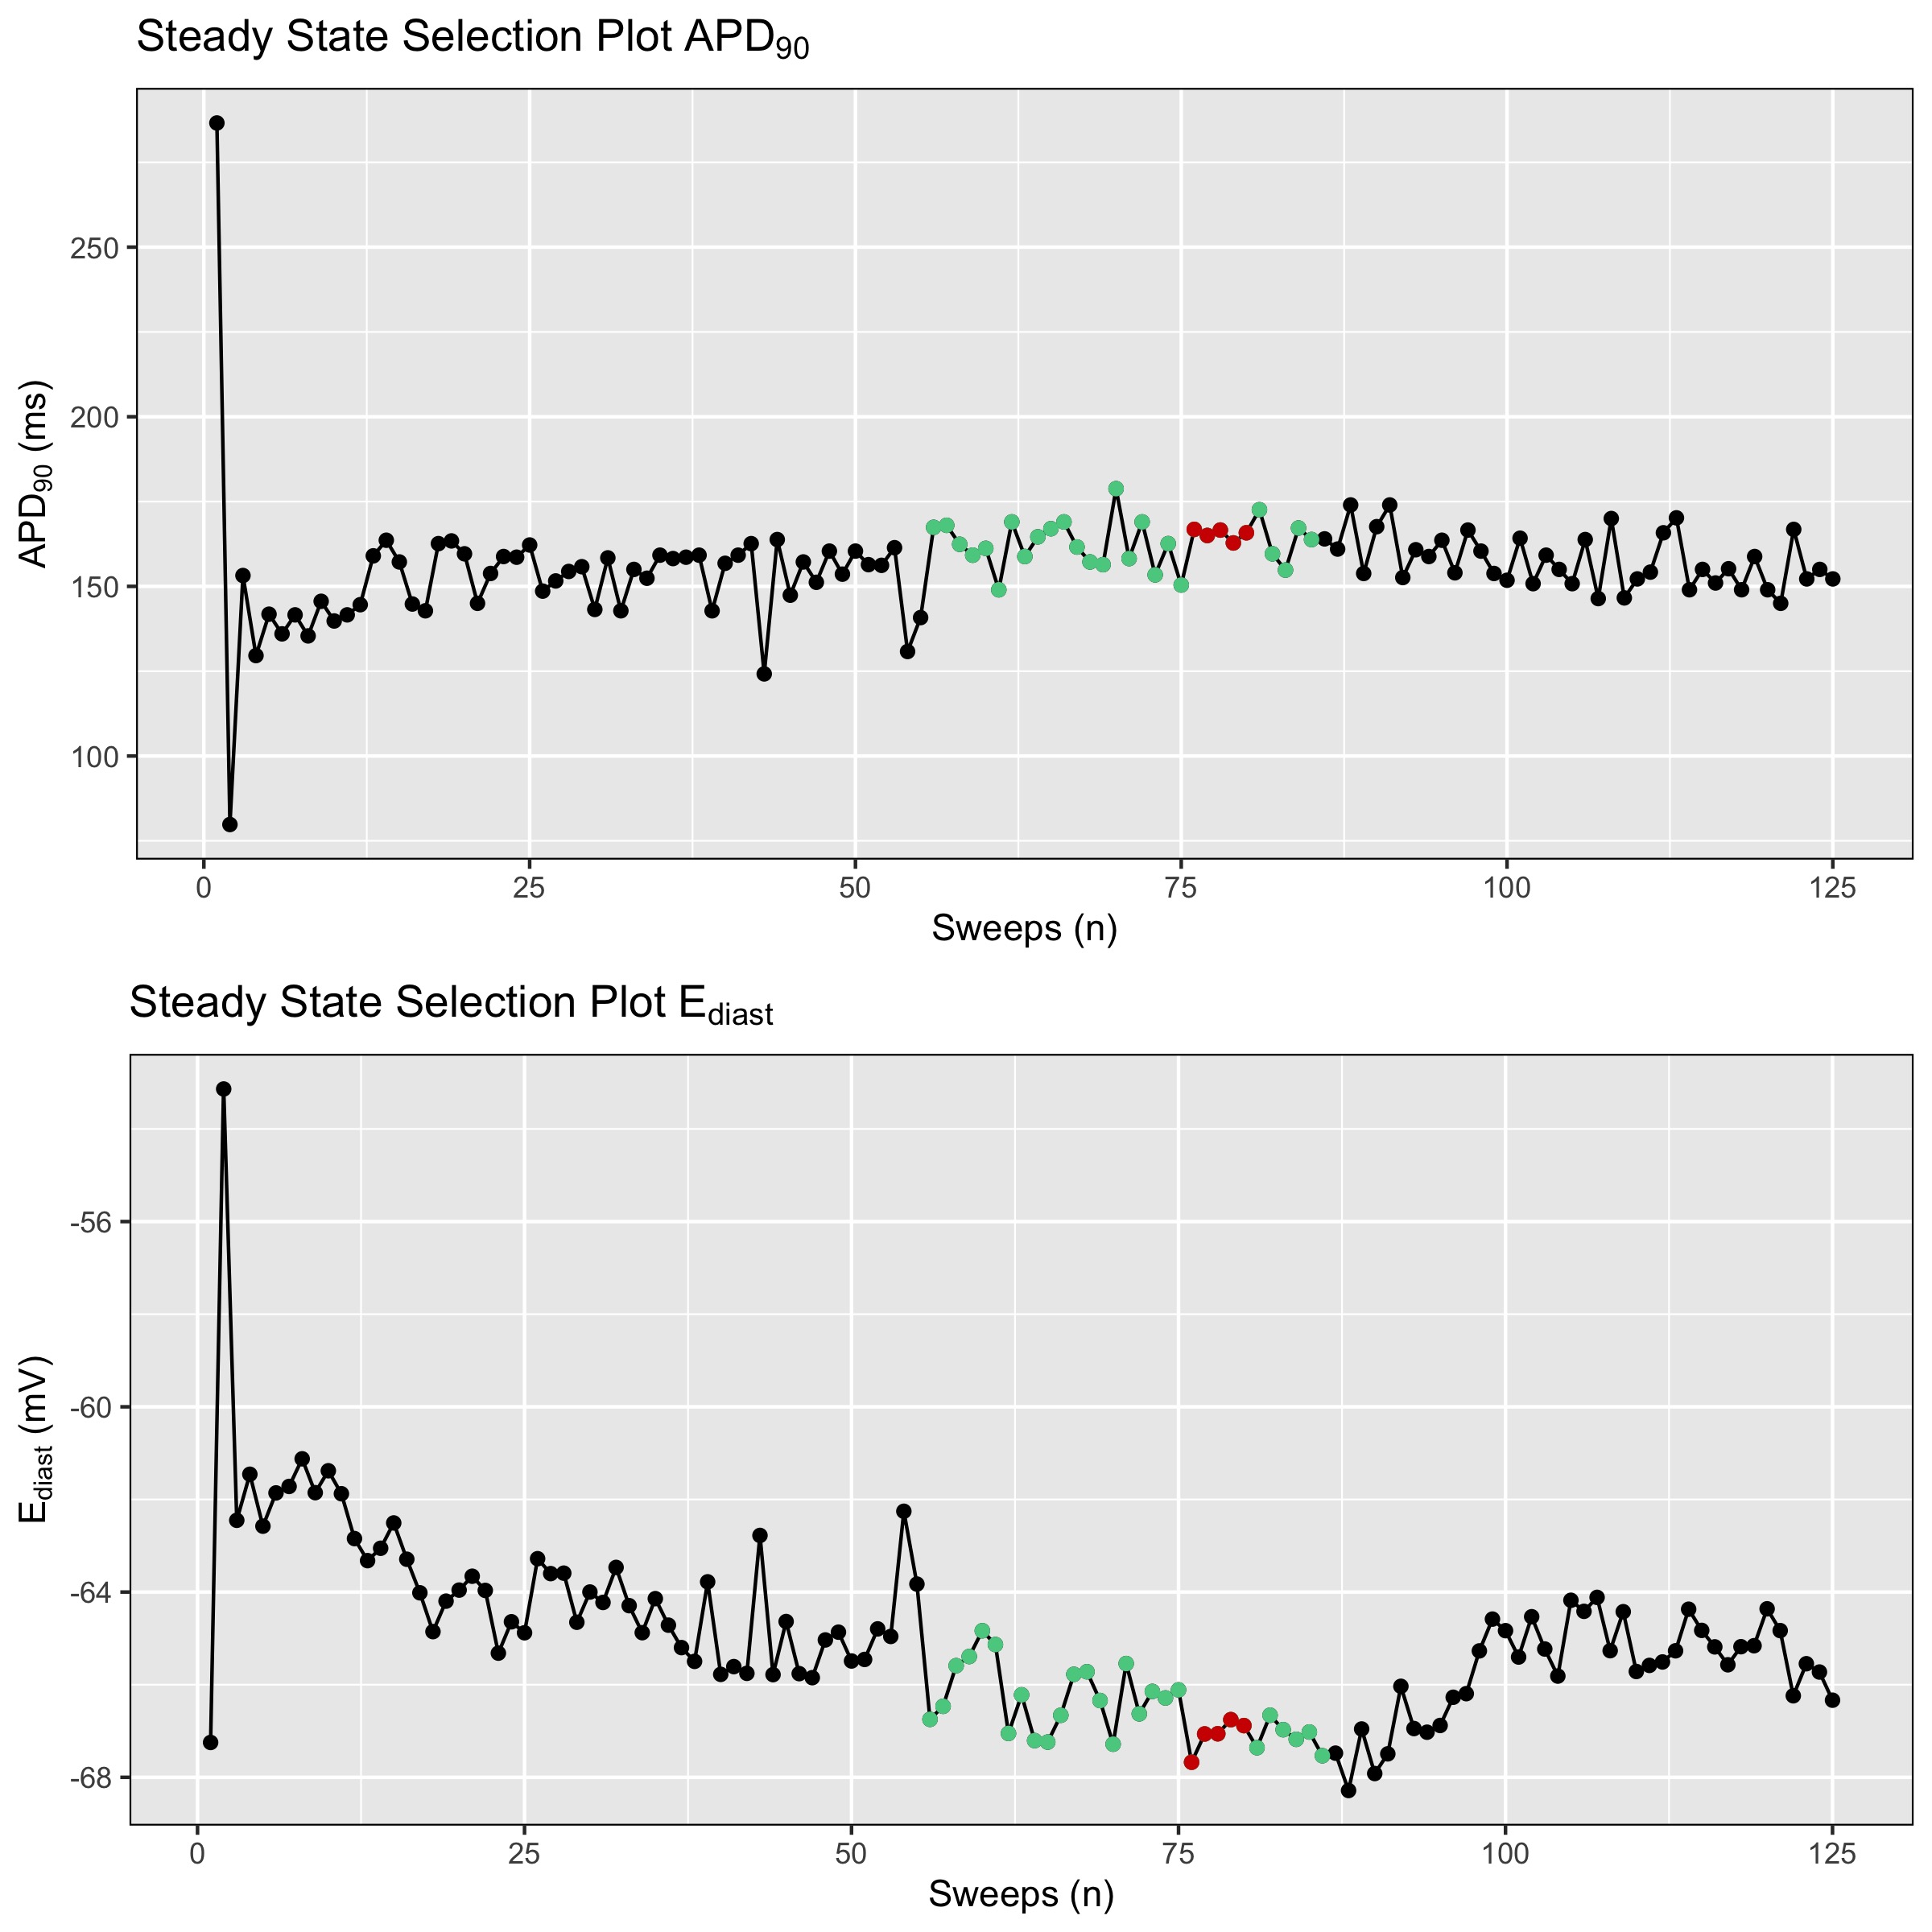 Steady State Selection Plot APD90
250
200
150
100
APD90 (ms)
0 25 50 75 100 125
Sweeps (n)
Steady State Selection Plot Ediast
-56
-60
-64
-68
Ediast (mV)
0 25 50 75 100 125
Sweeps (n)